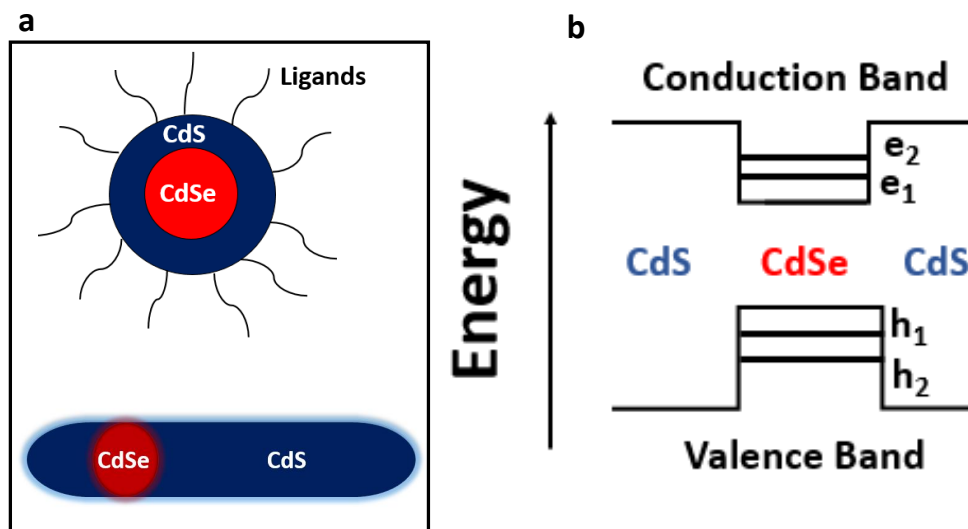 a
Ligands
CdS
CdSe
CdSe CdS
b
Conduction Band
Energy
e₂
e₁
CdS CdSe CdS
h₁
h₂
Valence Band